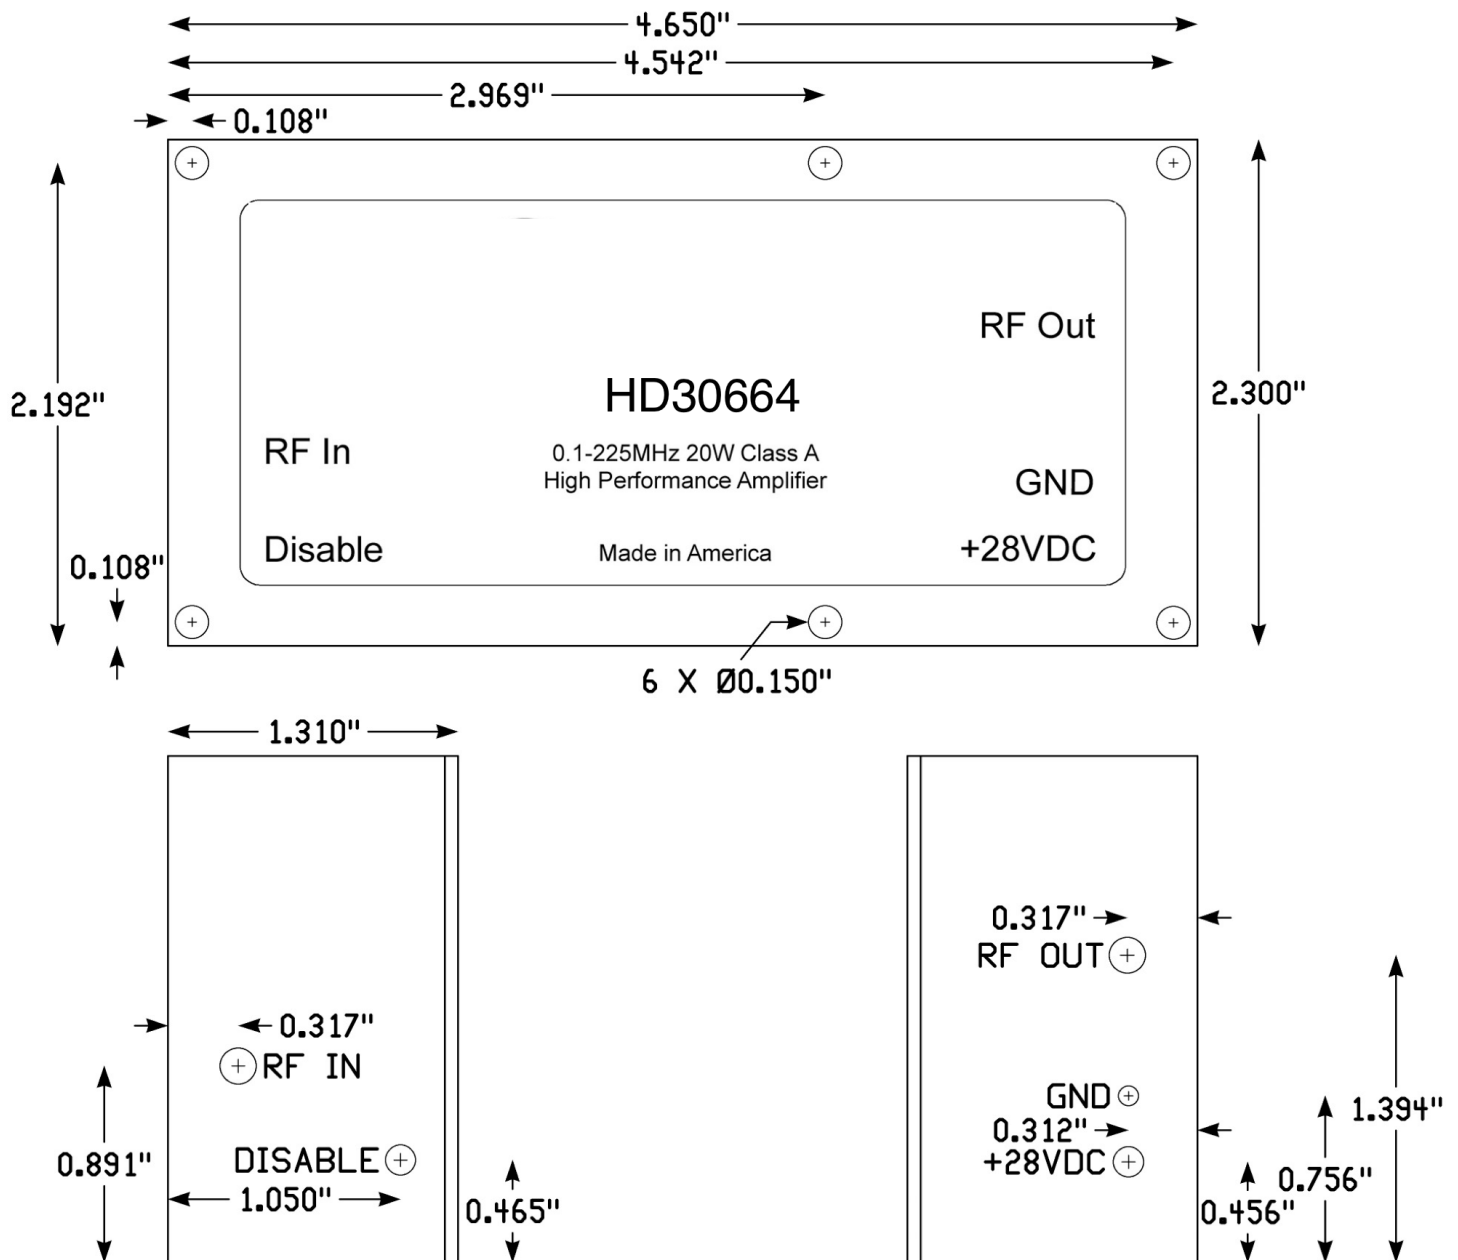 4.650"
4.542"
2.969"
0.108"
RF Out
HD30664
2.300"
2.192"
RF In
0.1-225MHz 20W Class A
High Performance Amplifier
GND
Disable
Made in America
+28VDC
0.108"
6 X Ø0.150"
1.310"
0.317"
RF OUT
0.317"
RF IN
GND
0.312"
1.394"
0.891"
DISABLE
+28VDC
0.756"
1.050"
0.465"
0.456"